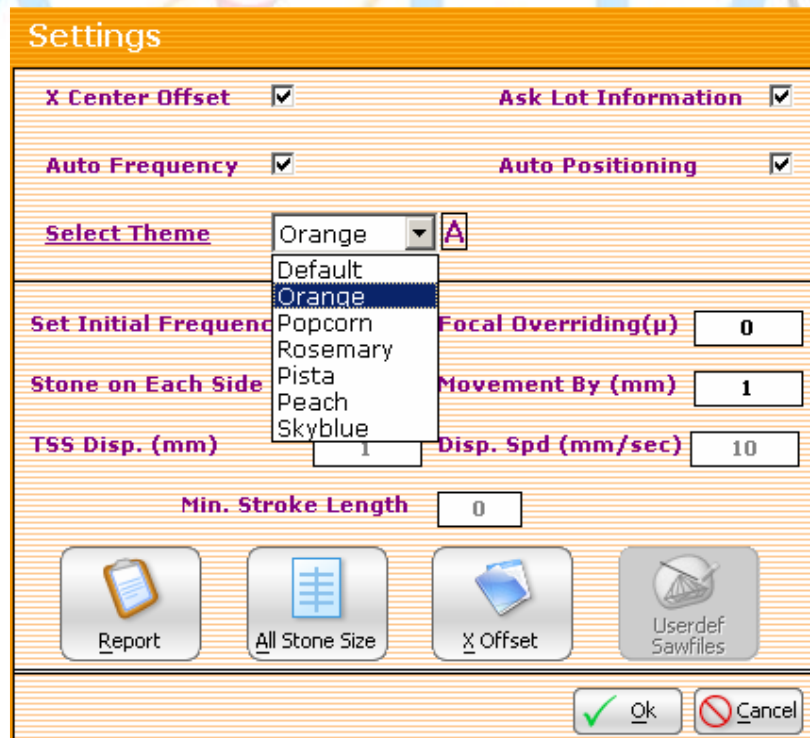 Settings
X Center Offset Ask Lot Information
Auto Frequency Auto Positioning
Select Theme Orange A
Default
Orange
Popcorn
Rosemary
Pista
Peach
Skyblue
Set Initial Frequenc Focal Overriding(µ) 0
Stone on Each Side Movement By (mm) 1
TSS Disp. (mm) 1 Disp. Spd (mm/sec) 10
Min. Stroke Length 0
Report All Stone Size X Offset Userdef
Sawfiles
Ok Cancel